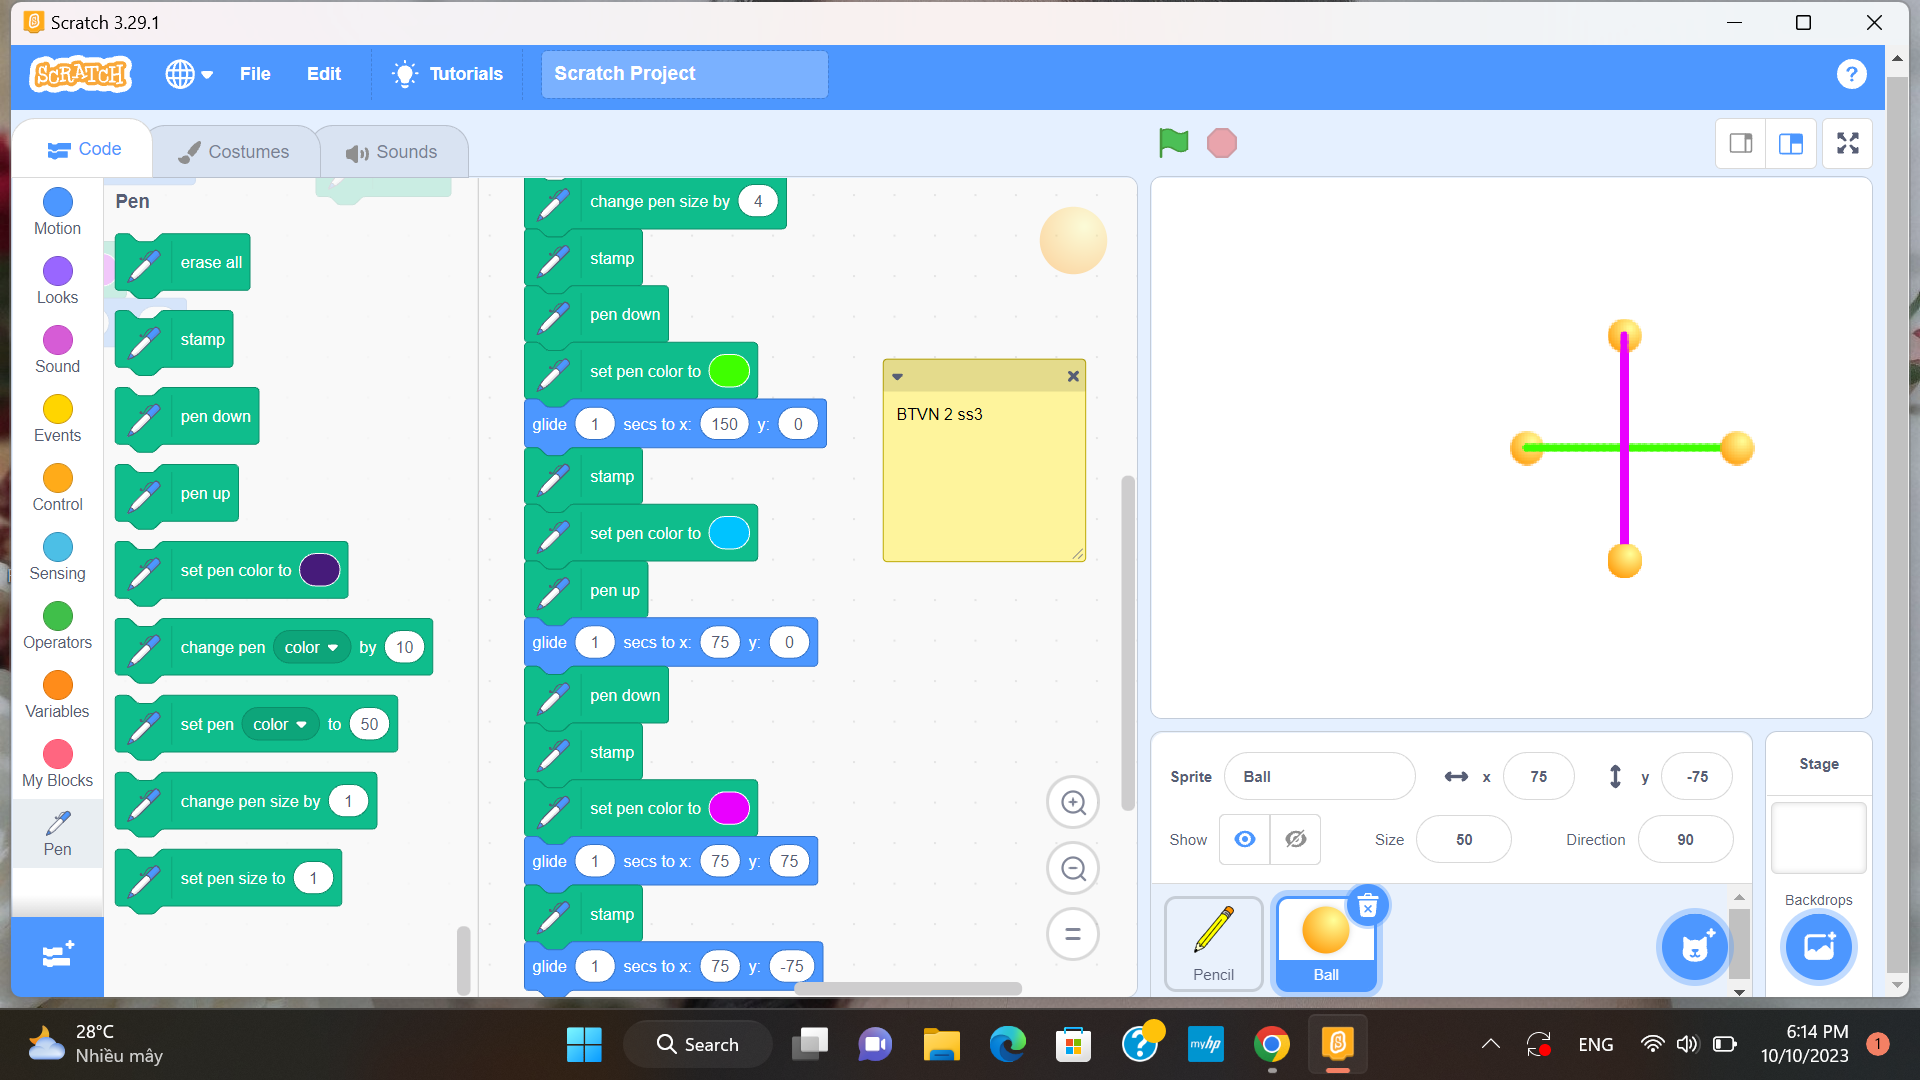 Scratch 3.29.1
SCRATCH
File
Edit
Tutorials
Scratch Project
?
Code
Costumes
Sounds
Motion
Looks
Sound
Events
Control
Sensing
Operators
Variables
My Blocks
Pen
Pen
erase all
stamp
pen down
pen up
set pen color to
change pen color by 10
set pen color to 50
change pen size by 1
set pen size to 1
change pen size by 4
stamp
pen down
set pen color to
glide 1 secs to x: 150 y: 0
stamp
set pen color to
pen up
glide 1 secs to x: 75 y: 0
pen down
stamp
set pen color to
glide 1 secs to x: 75 y: 75
stamp
glide 1 secs to x: 75 y: -75
BTVN 2 ss3
Sprite Ball x 75 y -75
Show Size 50 Direction 90
Pencil
Ball
Stage
Backdrops
28°C
Nhiều mây
Search
myhp
ENG
6:14 PM
10/10/2023
1